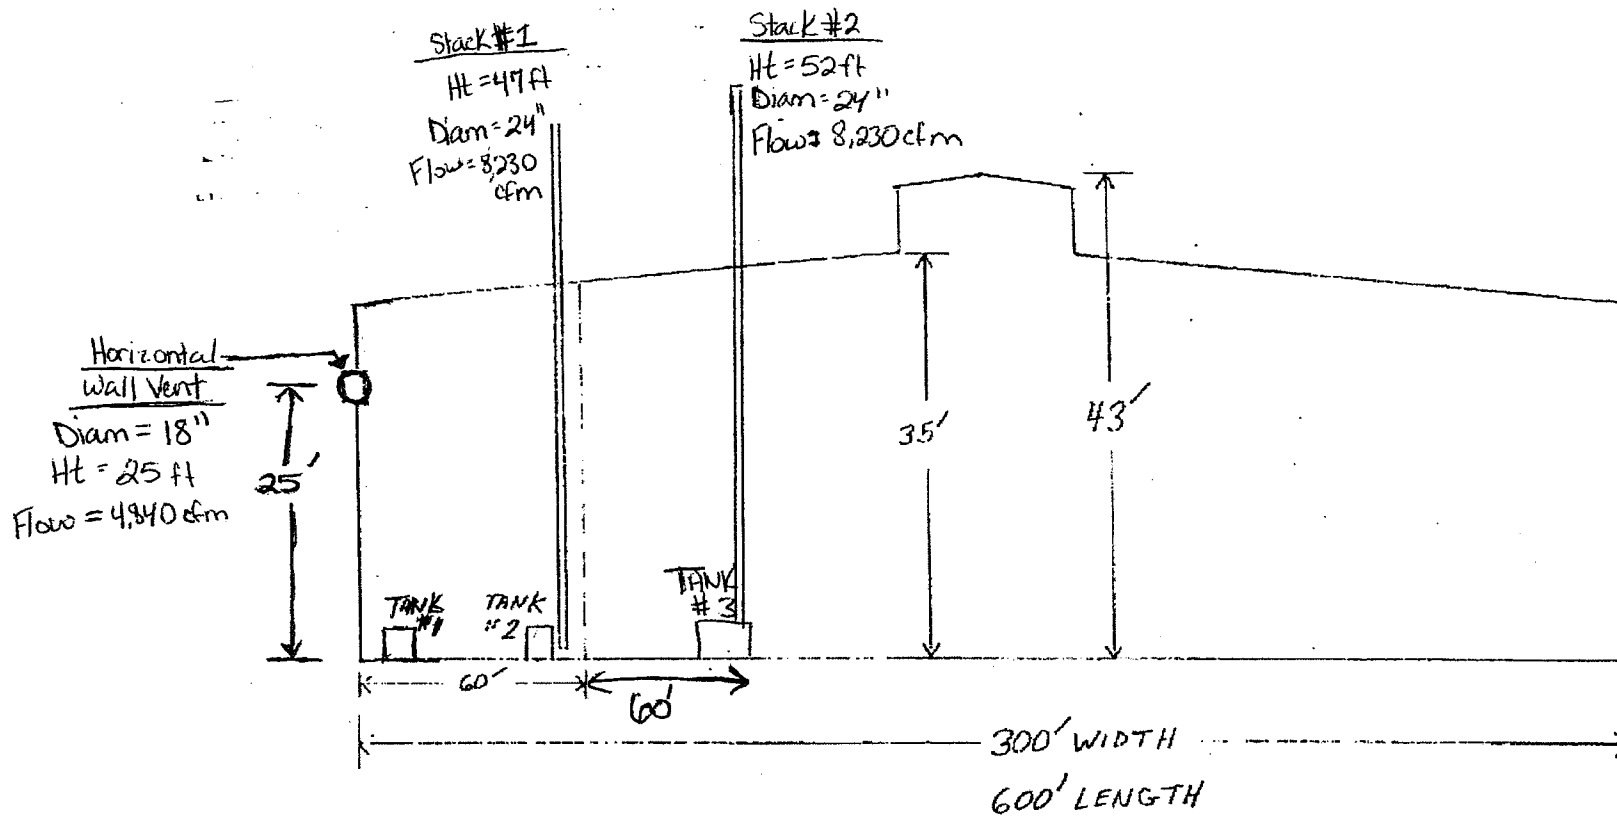 Stack #1
Ht = 47 ft
Diam = 24"
Flow = 8,230
cfm
Stack #2
Ht = 52 ft
Diam = 24"
Flow = 8,230 cfm
Horizontal
Wall Vent
Diam = 18"
Ht = 25 ft
Flow = 4,840 cfm
25'
35'
43'
TANK
#1
TANK
#2
TANK
# 3
60'
60'
300' WIDTH
600' LENGTH